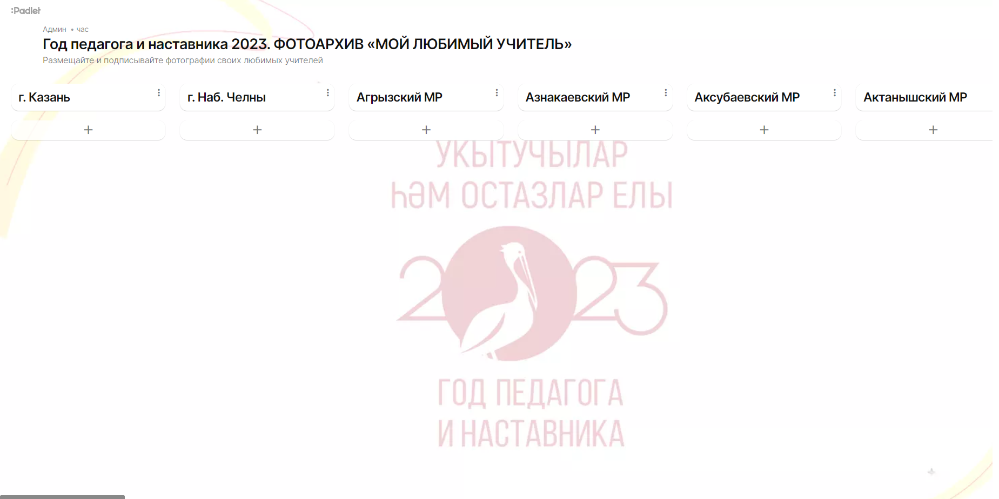 :Padlet
Админ • час
Год педагога и наставника 2023. ФОТОАРХИВ «МОЙ ЛЮБИМЫЙ УЧИТЕЛЬ»
Размещайте и подписывайте фотографии своих любимых учителей
г. Казань
г. Наб. Челны
Агрызский МР
Азнакаевский МР
Аксубаевский МР
Актанышский МР
+ + + + + +
УКЫТУЧЫЛАР
ҺӘМ ОСТАЗЛАР ЕЛЫ
2023
ГОД ПЕДАГОГА
И НАСТАВНИКА